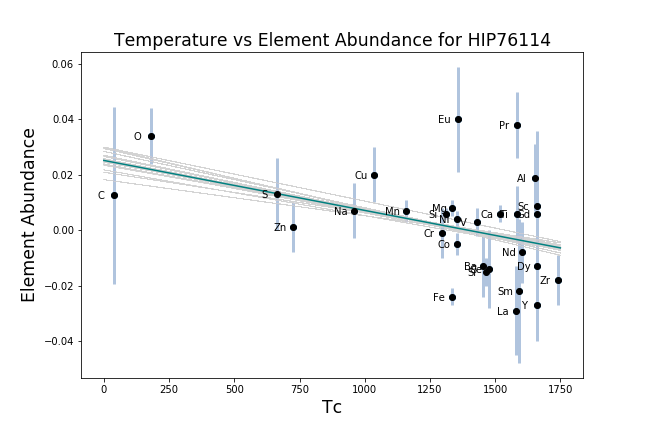 Temperature vs Element Abundance for HIP76114
Element Abundance
0.06
0.04
0.02
0.00
−0.02
−0.04
Eu
Pr
O
Al
Cu
C
S
Na
Mn
Mg
Si
Ni
V
Ca
Ti
Sc
Gd
Zn
Cr
Co
Nd
Ba
Sr
Dy
Zr
Fe
Sm
La
Y
0
250
500
750
1000
1250
1500
1750
Tc